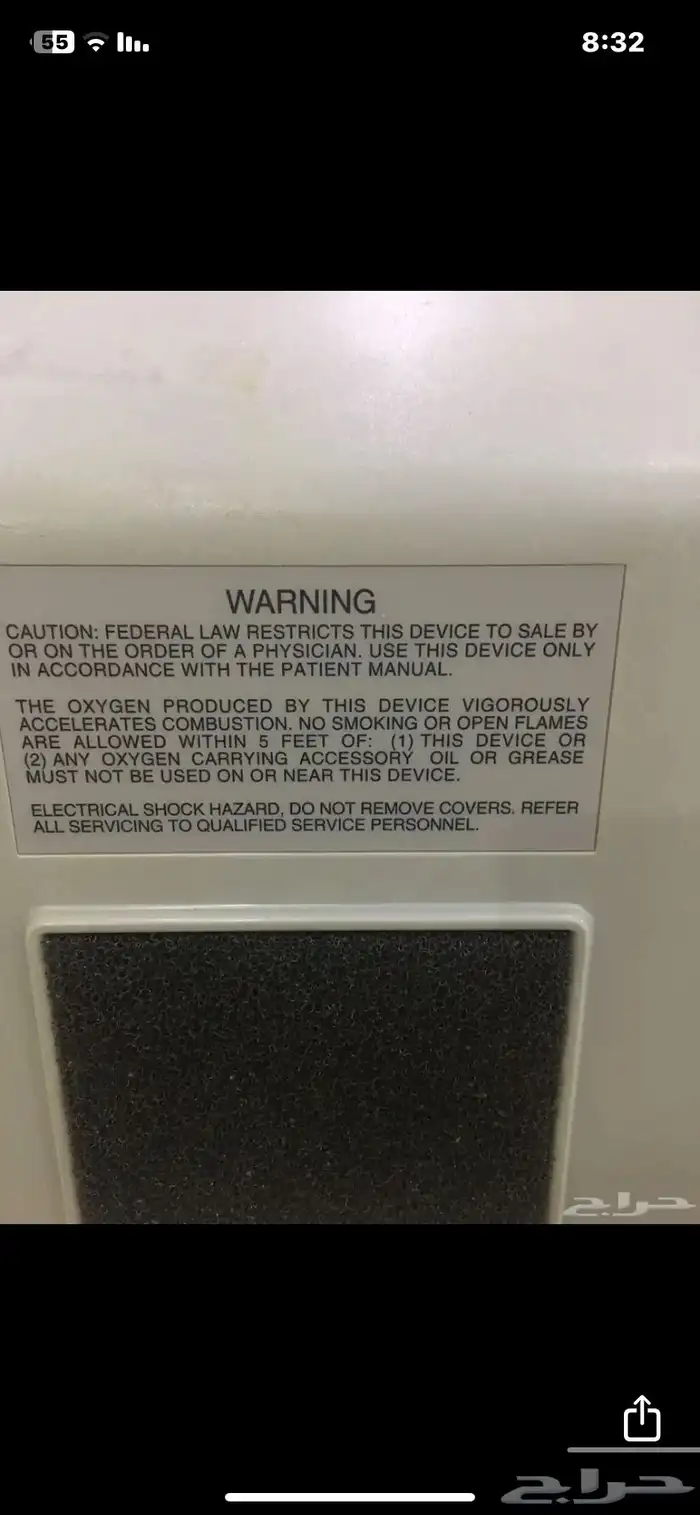 55
8:32
WARNING
CAUTION: FEDERAL LAW RESTRICTS THIS DEVICE TO SALE BY
OR ON THE ORDER OF A PHYSICIAN. USE THIS DEVICE ONLY
IN ACCORDANCE WITH THE PATIENT MANUAL.
THE OXYGEN PRODUCED BY THIS DEVICE VIGOROUSLY
ACCELERATES COMBUSTION. NO SMOKING OR OPEN FLAMES
ARE ALLOWED WITHIN 5 FEET OF: (1) THIS DEVICE OR
(2) ANY OXYGEN CARRYING ACCESSORY OIL OR GREASE
MUST NOT BE USED ON OR NEAR THIS DEVICE.
ELECTRICAL SHOCK HAZARD, DO NOT REMOVE COVERS. REFER
ALL SERVICING TO QUALIFIED SERVICE PERSONNEL.
حراج
حراج